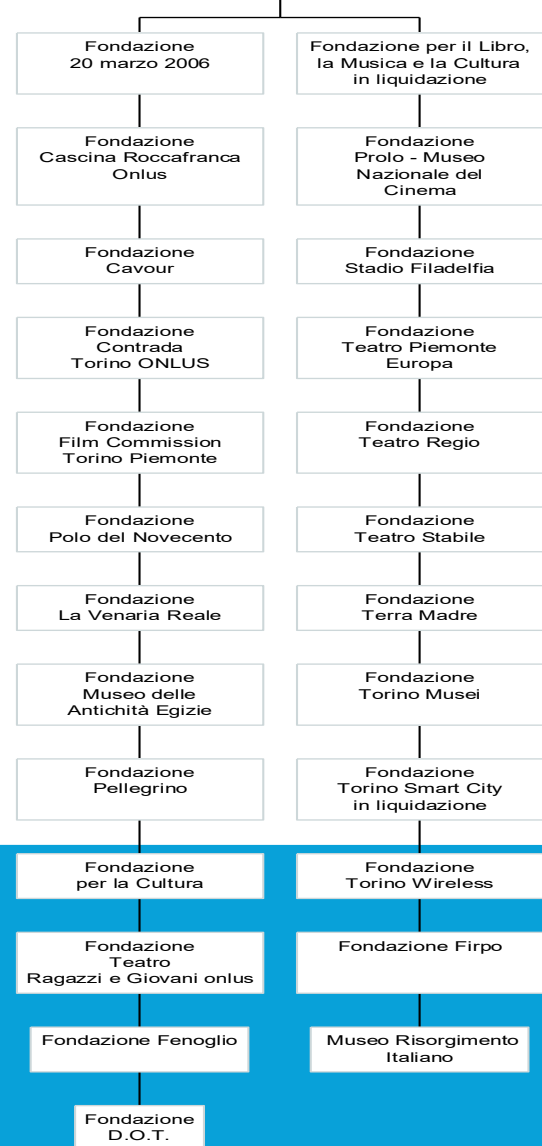 Fondazione
20 marzo 2006
Fondazione
Cascina Roccafranca
Onlus
Fondazione
Cavour
Fondazione
Contrada
Torino ONLUS
Fondazione
Film Commission
Torino Piemonte
Fondazione
Polo del Novecento
Fondazione
La Venaria Reale
Fondazione
Museo delle
Antichità Egizie
Fondazione
Pellegrino
Fondazione
per la Cultura
Fondazione
Teatro
Ragazzi e Giovani onlus
Fondazione Fenoglio
Fondazione
D.O.T.
Fondazione per il Libro,
la Musica e la Cultura
in liquidazione
Fondazione
Prolo - Museo
Nazionale del
Cinema
Fondazione
Stadio Filadelfia
Fondazione
Teatro Piemonte
Europa
Fondazione
Teatro Regio
Fondazione
Teatro Stabile
Fondazione
Terra Madre
Fondazione
Torino Musei
Fondazione
Torino Smart City
in liquidazione
Fondazione
Torino Wireless
Fondazione Firpo
Museo Risorgimento
Italiano